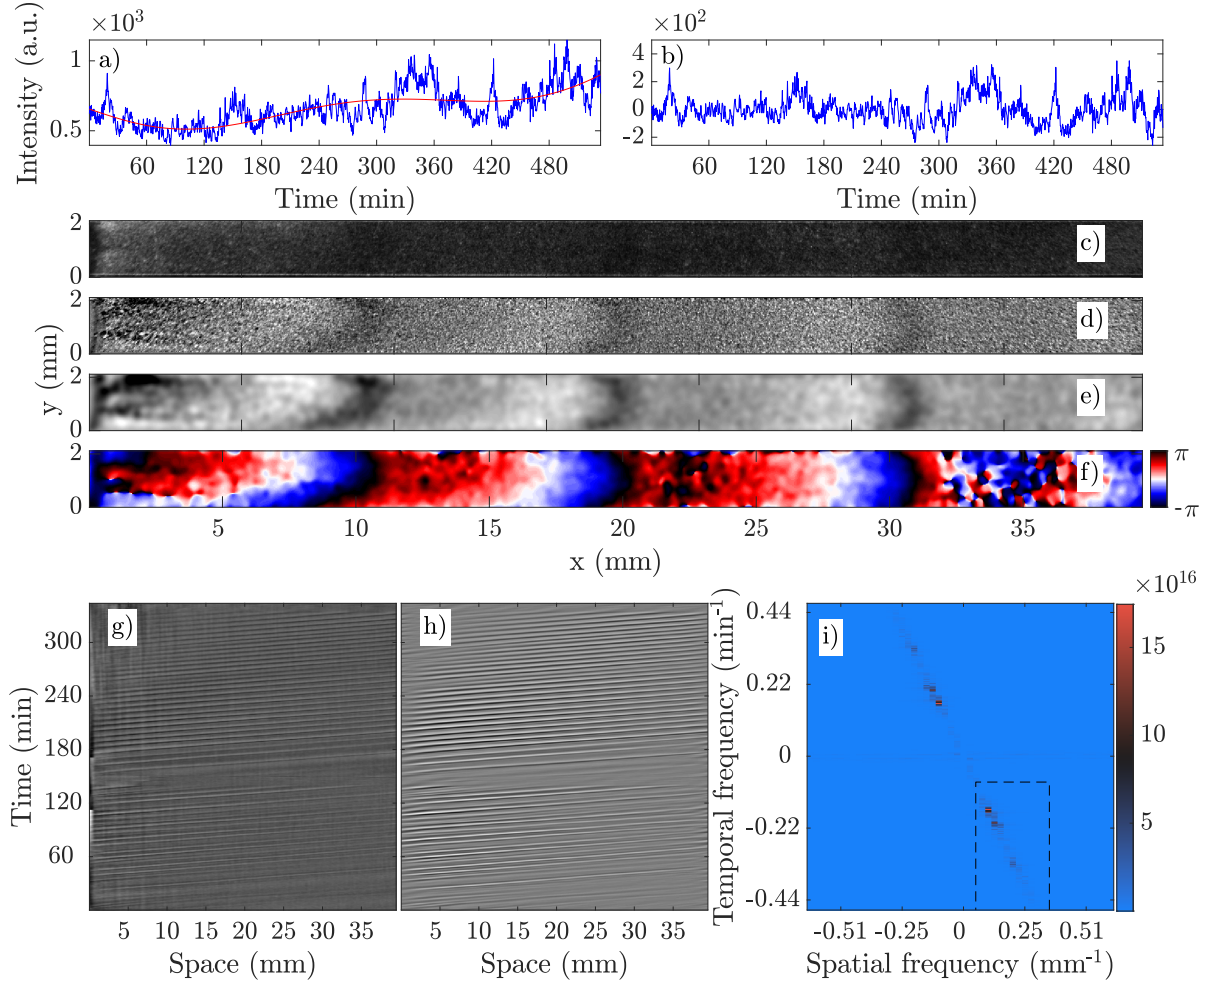 ×10³ ×10²
Intensity (a.u.)
1
0.5
a)
60 120 180 240 300 360 420 480
Time (min)
4
2
0
-2
b)
60 120 180 240 300 360 420 480
Time (min)
y (mm)
2
0
c)
2
0
d)
2
0
e)
2
0
f)
π
-π
5 10 15 20 25 30 35
x (mm)
Time (min)
300
240
180
120
60
g)
5 10 15 20 25 30 35
Space (mm)
h)
5 10 15 20 25 30 35
Space (mm)
Temporal frequency (min⁻¹)
0.44
0.22
0
-0.22
-0.44
i)
-0.51 -0.25 0 0.25 0.51
Spatial frequency (mm⁻¹)
×10¹⁶
15
10
5